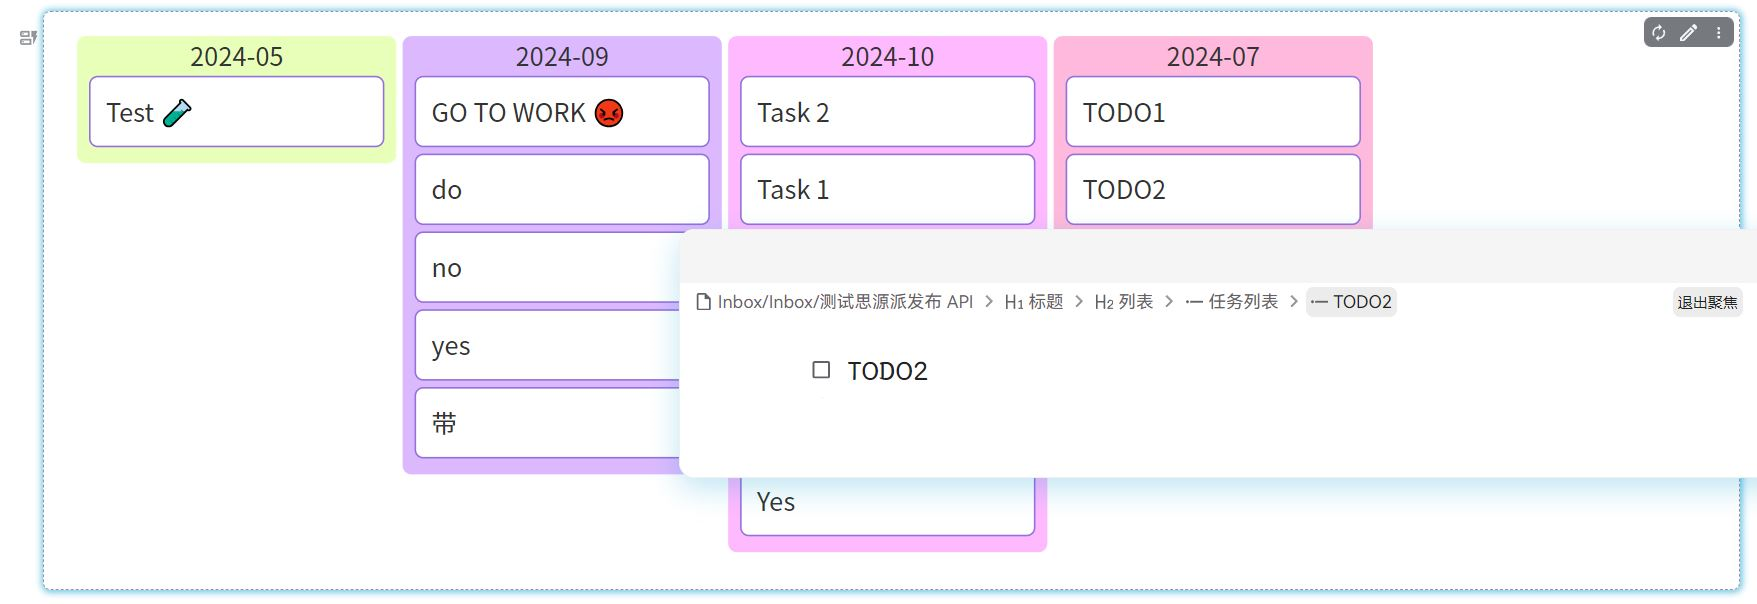 2024-05
Test 🧪
2024-09
GO TO WORK 😡
do
no
yes
带
2024-10
Task 2
Task 1
Yes
2024-07
TODO1
TODO2
Inbox/Inbox/测试思源派发布 API > H1 标题 > H2 列表 > 任务列表 > TODO2
退出聚焦
TODO2